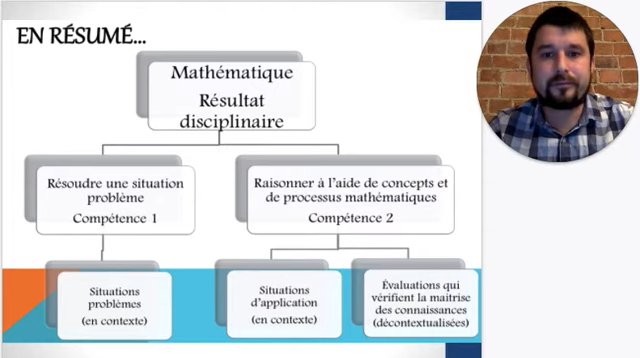 EN RÉSUMÉ...
Mathématique
Résultat
disciplinaire
Résoudre une situation
problème
Compétence 1
Raisonner à l'aide de concepts et
de processus mathématiques
Compétence 2
Situations
problèmes
(en contexte)
Situations
d'application
(en contexte)
Évaluations qui
vérifient la maitrise
des connaissances
(décontextualisées)